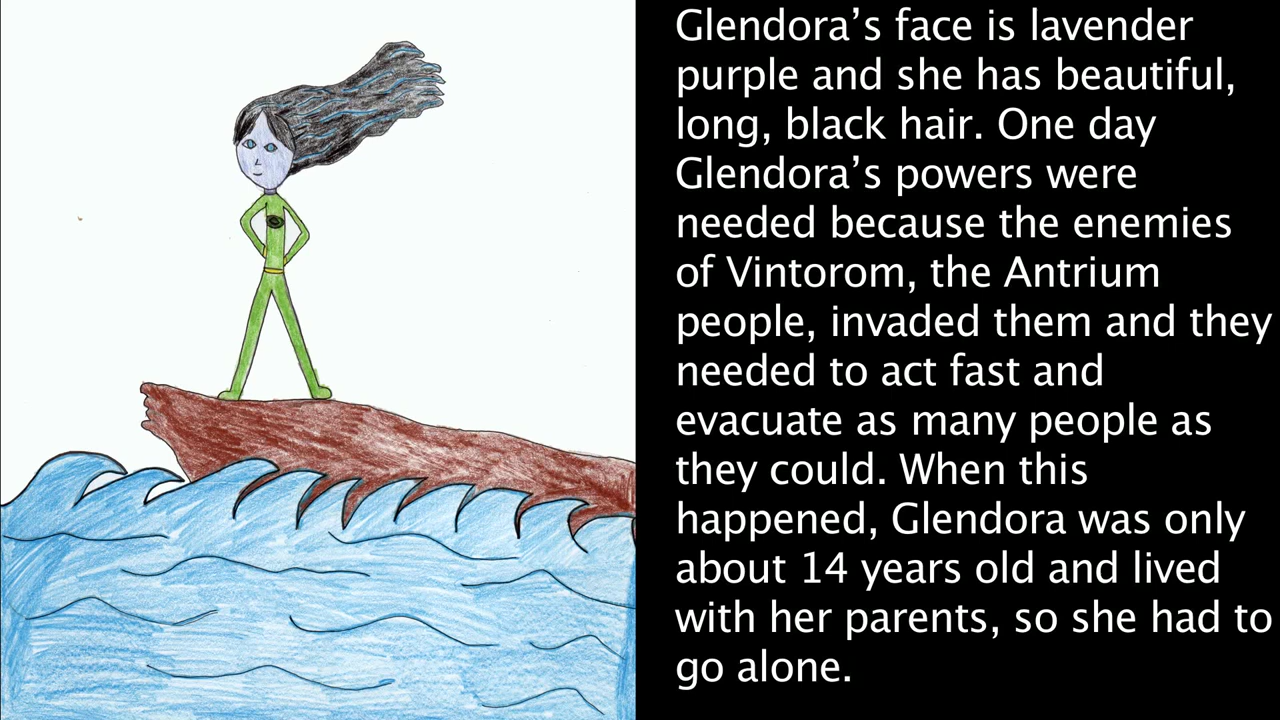 Glendora’s face is lavender
purple and she has beautiful,
long, black hair. One day
Glendora’s powers were
needed because the enemies
of Vintorom, the Antrium
people, invaded them and they
needed to act fast and
evacuate as many people as
they could. When this
happened, Glendora was only
about 14 years old and lived
with her parents, so she had to
go alone.